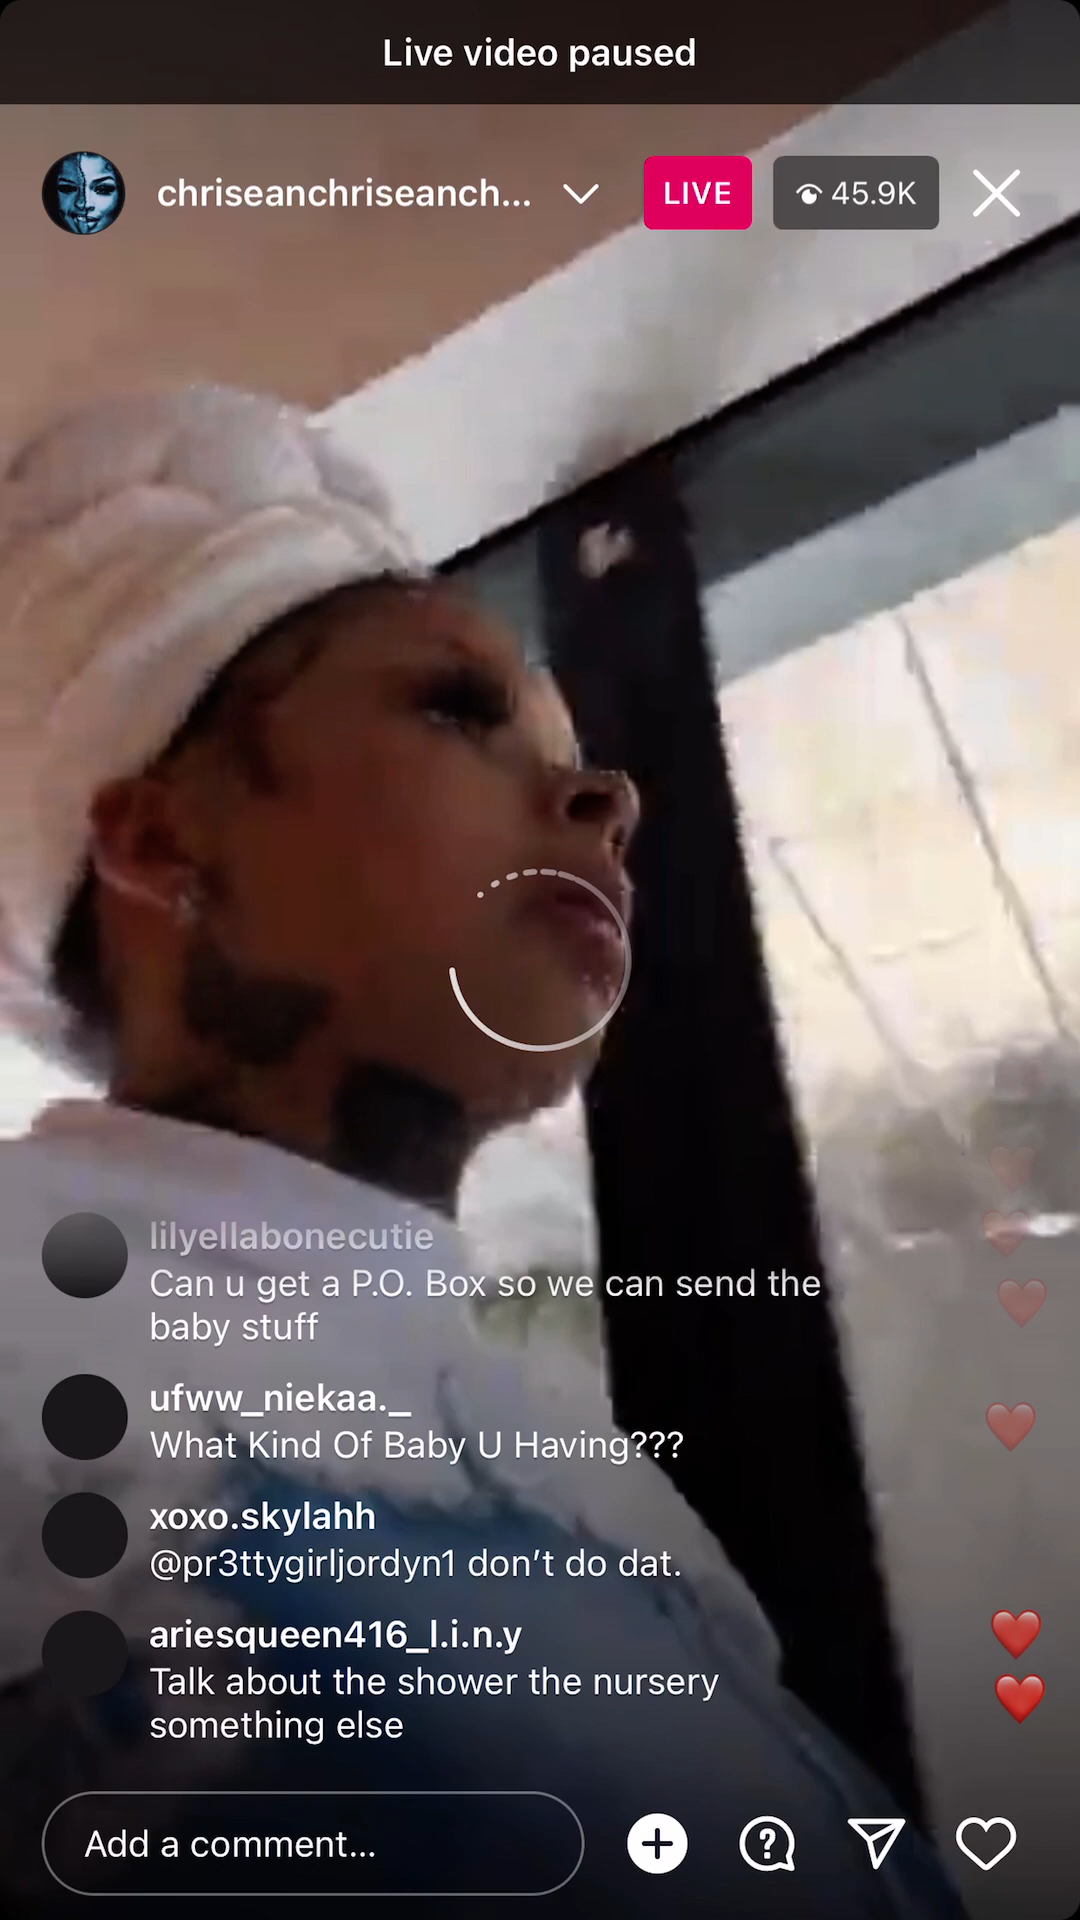 Live video paused
chriseanchriseanch...
LIVE
45.9K
lilyellabonecutie
Can u get a P.O. Box so we can send the
baby stuff
ufww_niekaa._
What Kind Of Baby U Having???
xoxo.skylahh
@pr3ttygirljordyn1 don’t do dat.
ariesqueen416_l.i.n.y
Talk about the shower the nursery
something else
Add a comment...